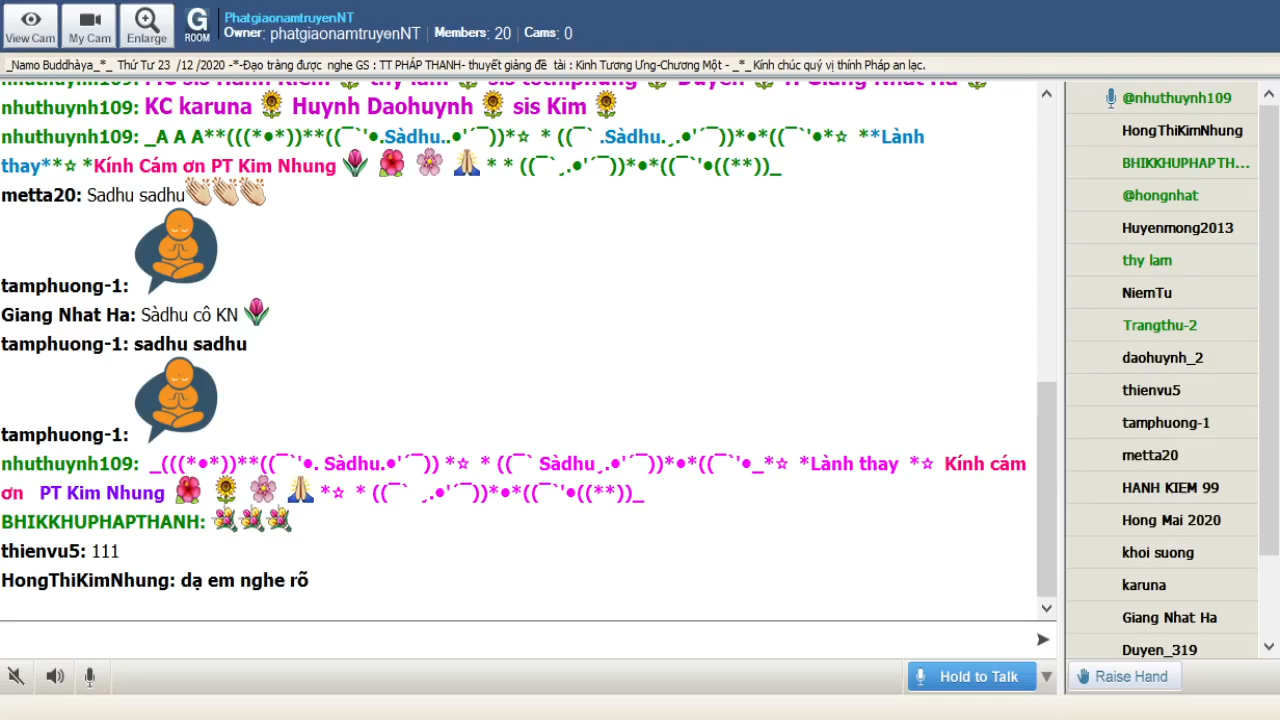 View Cam
My Cam
Enlarge
G
ROOM
PhatgiaonamtruyenNT
Owner: phatgiaonamtruyenNT | Members: 20 | Cams: 0
_Namo Buddhàya_*_ Thứ Tư 23 /12 /2020 -*-Đạo tràng được nghe GS : TT PHÁP THANH- thuyết giảng đề tài : Kinh Tương Ưng-Chương Một - _*_Kính chúc quý vị thính Pháp an lạc.
nhuthuynh109: KC karuna 🌻 Huynh Daohuynh 🌻 sis Kim 🌻
nhuthuynh109: _A A A**(((*•*))**((¯`'•.Sàdhu..•'´¯))*☆ * ((¯` .Sàdhu.¸.•'´¯))*•*((¯`'•*☆ **Lành
thay**☆ *Kính Cám ơn PT Kim Nhung 🌷 🌺 🌸 🙏 * * ((¯`¸.•'´¯))*•*((¯`'•((**))_
metta20: Sadhu sadhu👏👏👏
tamphuong-1:
Giang Nhat Ha: Sàdhu cô KN 🌷
tamphuong-1: sadhu sadhu
tamphuong-1:
nhuthuynh109: _(((*•*))**((¯`'•. Sàdhu.•'´¯)) *☆ * ((¯` Sàdhu¸.•'´¯))*•*((¯`'•_*☆ *Lành thay *☆ Kính cám
ơn PT Kim Nhung 🌺 🌻 🌸 🙏 *☆ * ((¯` ¸.•'´¯))*•*((¯`'•((**))_
BHIKKHUPHAPTHANH: 💐💐💐
thienvu5: 111
HongThiKimNhung: dạ em nghe rõ
Hold to Talk
@nhuthuynh109
HongThiKimNhung
BHIKKHUPHAPTH...
@hongnhat
Huyenmong2013
thy lam
NiemTu
Trangthu-2
daohuynh_2
thienvu5
tamphuong-1
metta20
HANH KIEM 99
Hong Mai 2020
khoi suong
karuna
Giang Nhat Ha
Duyen_319
Raise Hand